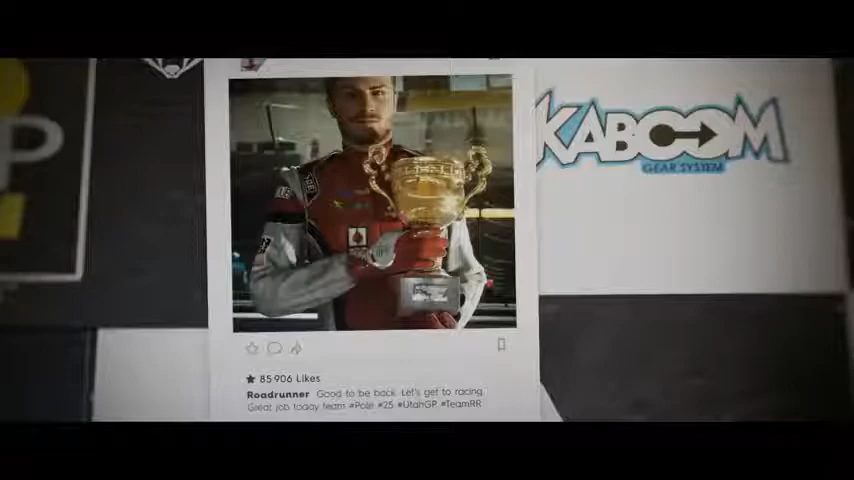 P
KABOOM
GEAR SYSTEM
85 906 Likes
Roadrunner Good to be back. Let's get to racing.
Great job today team #Pole #25 #UtahGP #TeamRR